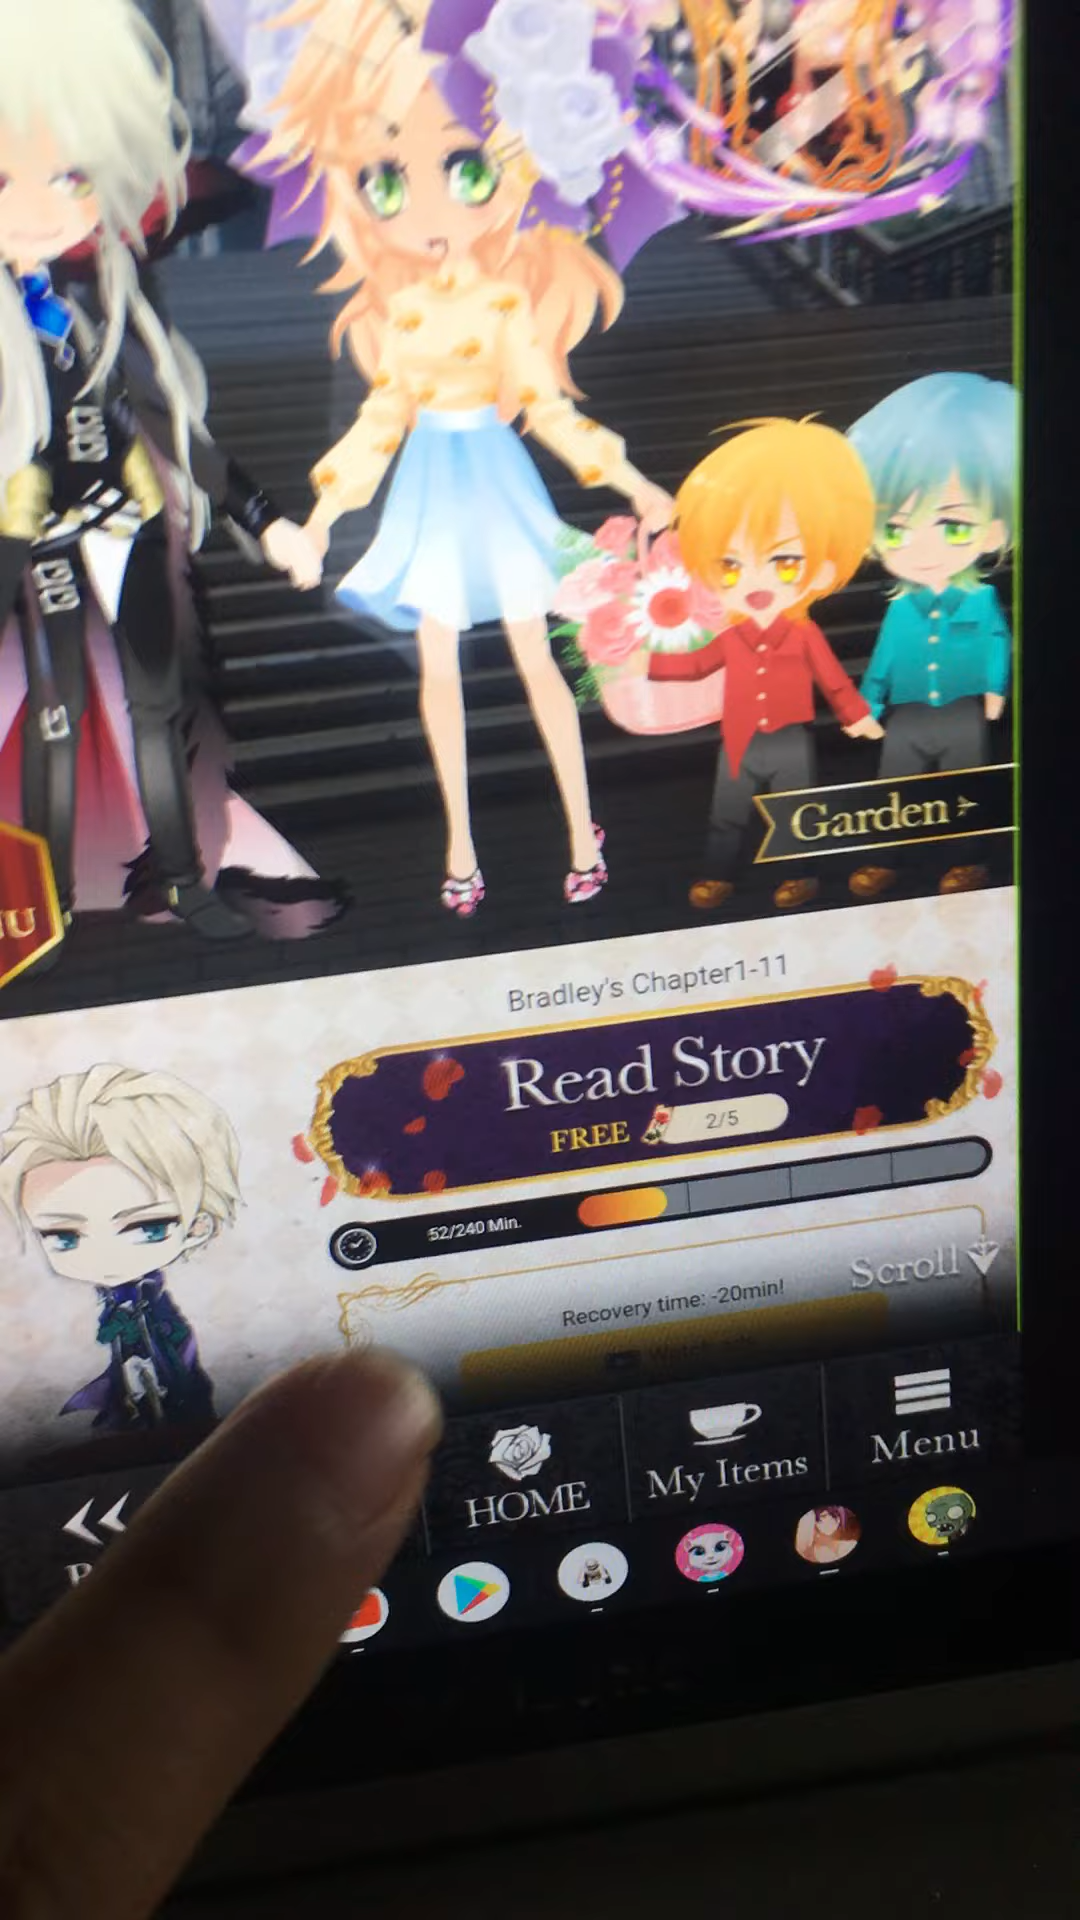 Garden
NU
Bradley's Chapter1-11
Read Story
FREE 2/5
52/240 Min.
Scroll
Recovery time: -20min!
HOME
My Items
Menu